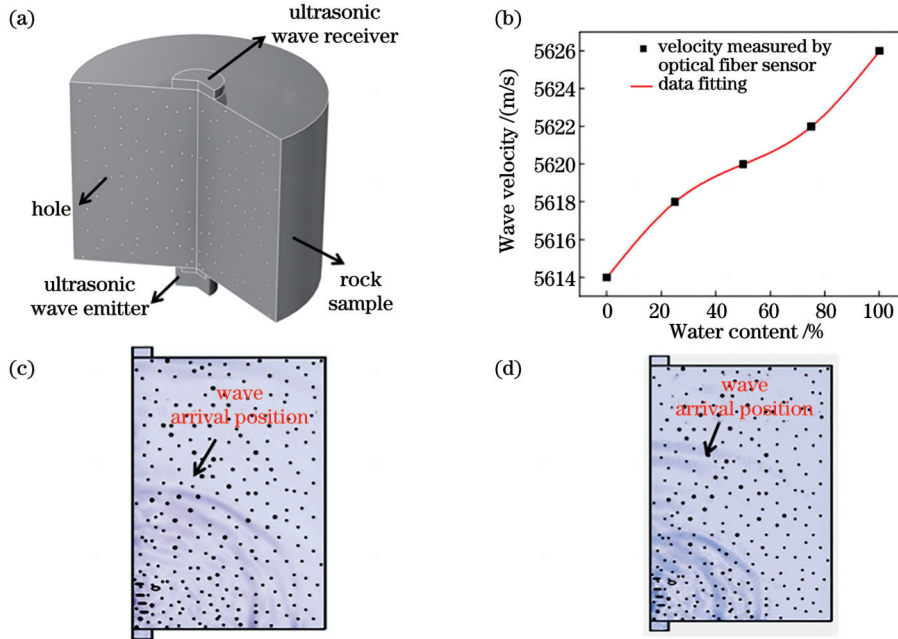 (a)
ultrasonic
wave receiver
hole
ultrasonic
wave emitter
rock
sample
(b)
5626
5624
5622
5620
5618
5616
5614
Wave velocity /(m/s)
velocity measured by
optical fiber sensor
data fitting
0 20 40 60 80 100
Water content /%
(c)
wave
arrival position
(d)
wave
arrival position